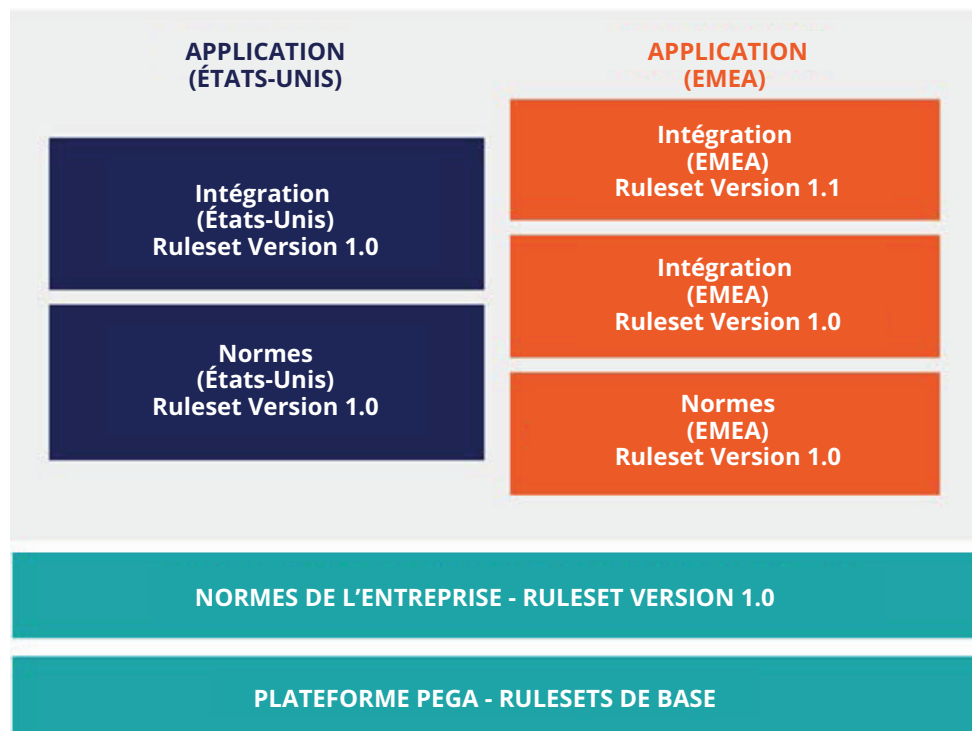 APPLICATION
(ÉTATS-UNIS)
Intégration
(États-Unis)
Ruleset Version 1.0
Normes
(États-Unis)
Ruleset Version 1.0
APPLICATION
(EMEA)
Intégration
(EMEA)
Ruleset Version 1.1
Intégration
(EMEA)
Ruleset Version 1.0
Normes
(EMEA)
Ruleset Version 1.0
NORMES DE L’ENTREPRISE - RULESET VERSION 1.0
PLATEFORME PEGA - RULESETS DE BASE